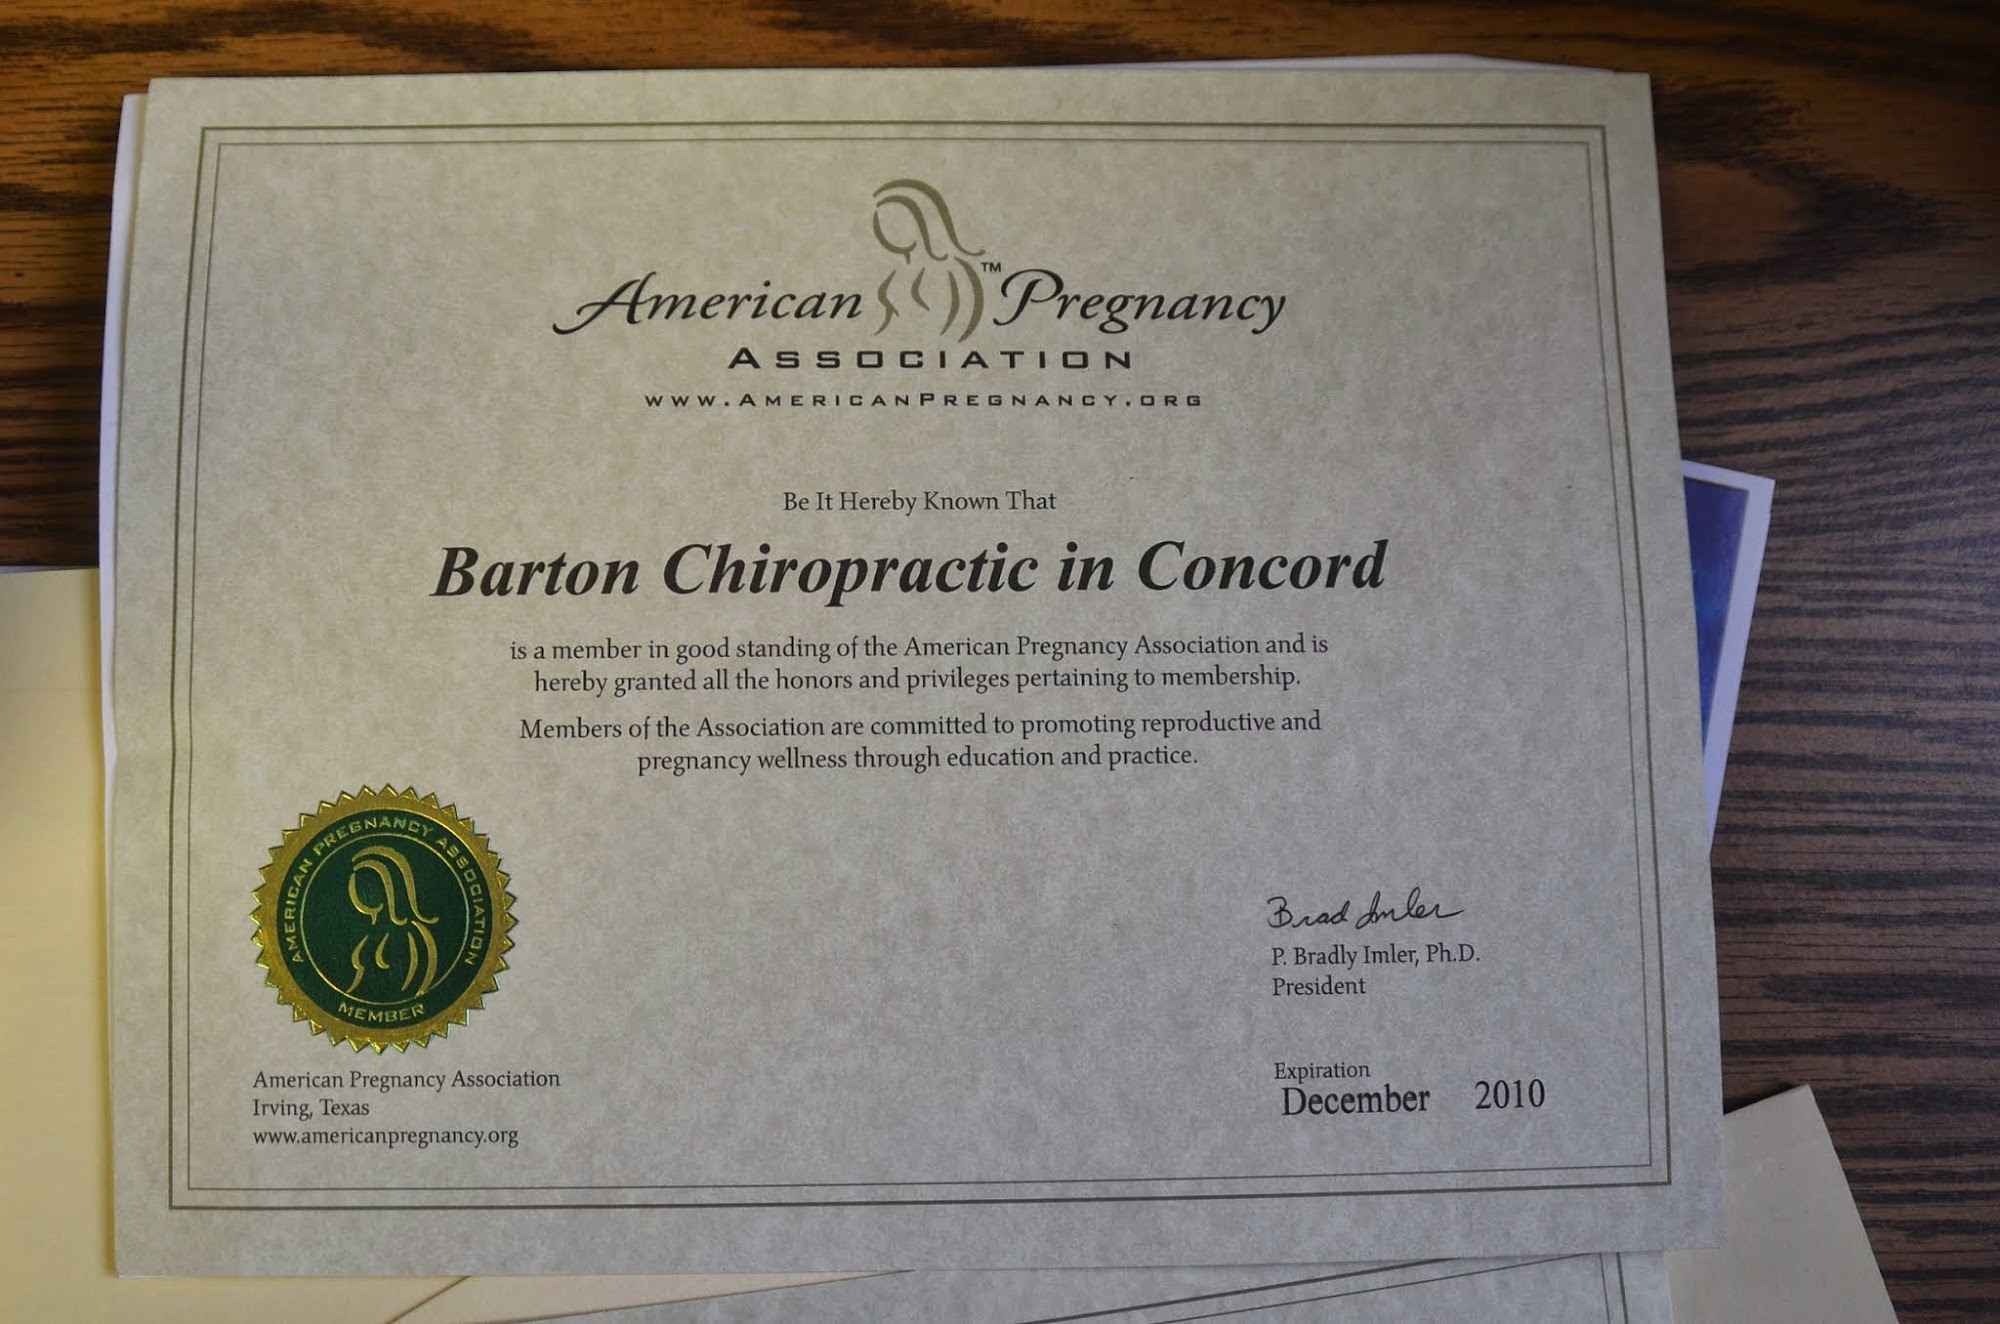 American ™ Pregnancy
ASSOCIATION
WWW.AMERICANPREGNANCY.ORG
Be It Hereby Known That
Barton Chiropractic in Concord
is a member in good standing of the American Pregnancy Association and is
hereby granted all the honors and privileges pertaining to membership.
Members of the Association are committed to promoting reproductive and
pregnancy wellness through education and practice.
AMERICAN PREGNANCY ASSOCIATION
MEMBER
Brad Imler
P. Bradly Imler, Ph.D.
President
American Pregnancy Association
Irving, Texas
www.americanpregnancy.org
Expiration
December 2010